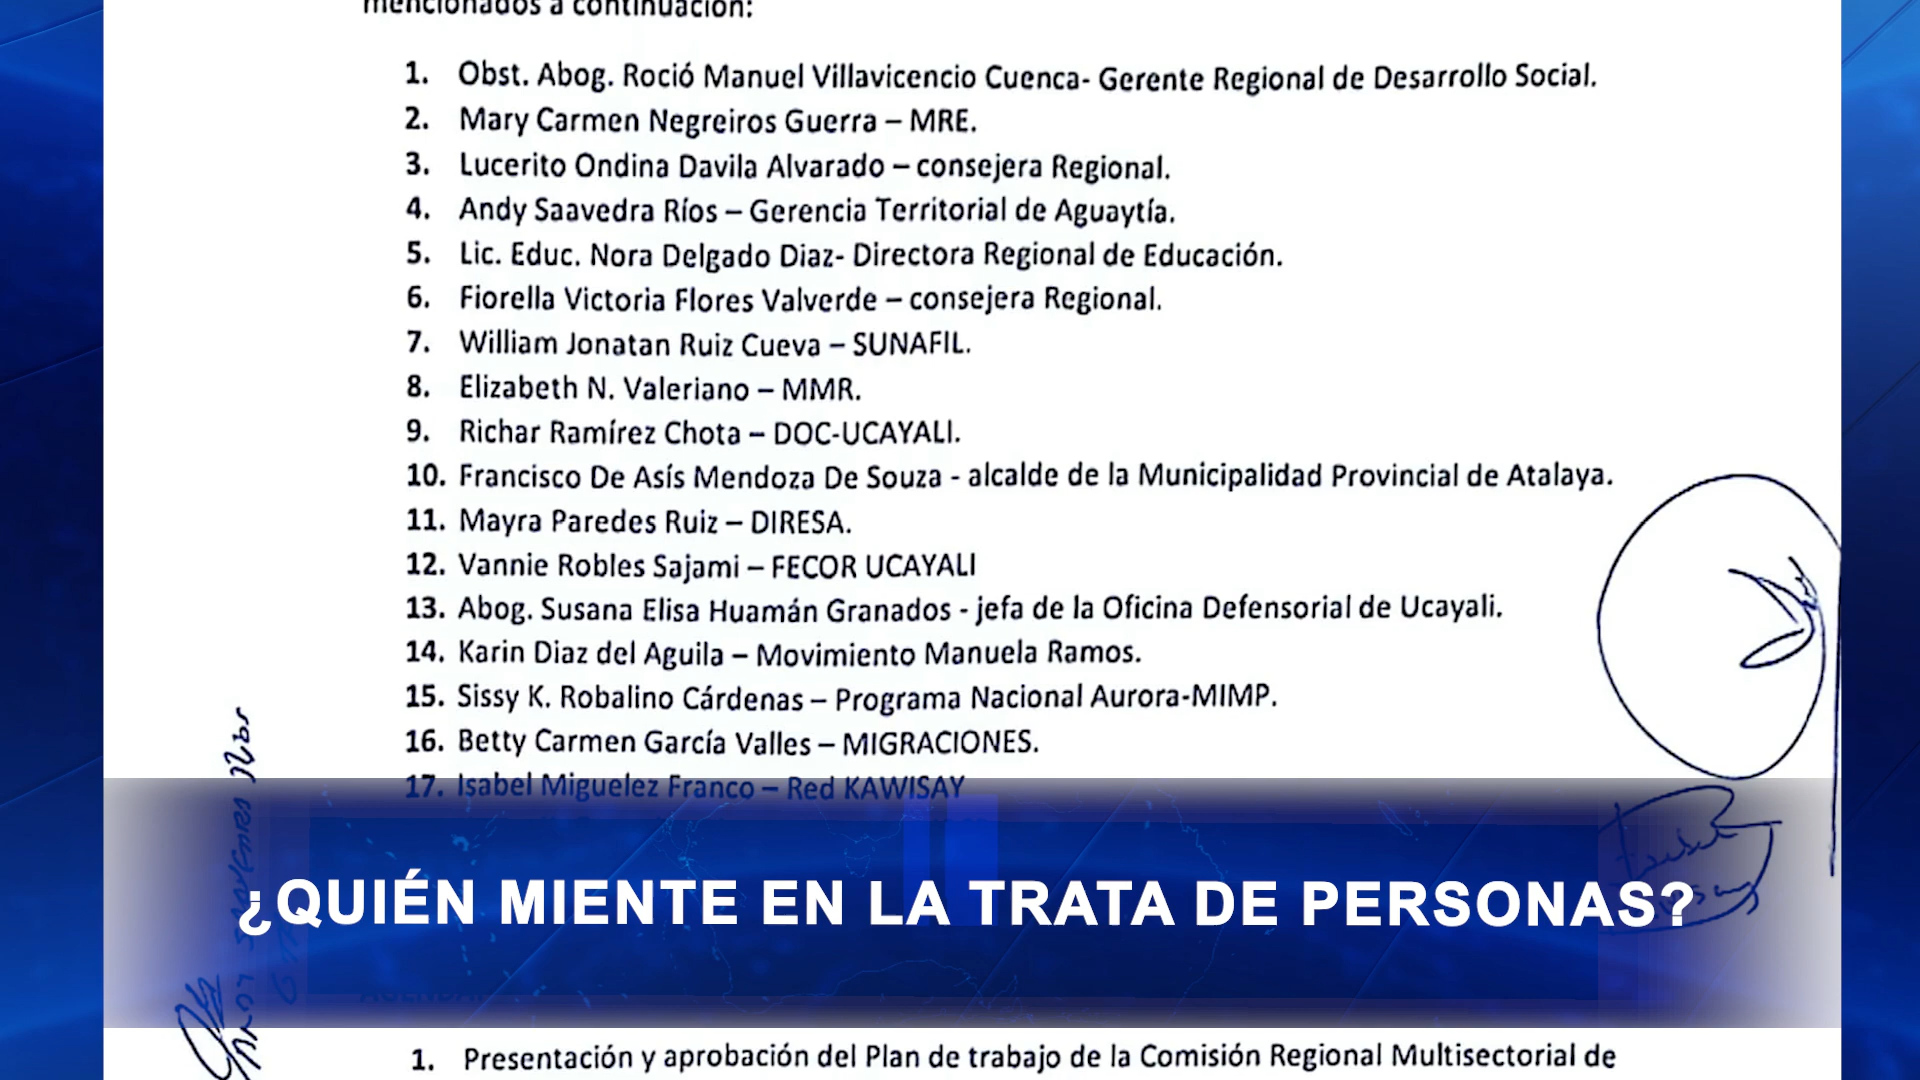 mencionados a continuación:
1. Obst. Abog. Roció Manuel Villavicencio Cuenca- Gerente Regional de Desarrollo Social.
2. Mary Carmen Negreiros Guerra – MRE.
3. Lucerito Ondina Davila Alvarado – consejera Regional.
4. Andy Saavedra Ríos – Gerencia Territorial de Aguaytía.
5. Lic. Educ. Nora Delgado Diaz- Directora Regional de Educación.
6. Fiorella Victoria Flores Valverde – consejera Regional.
7. William Jonatan Ruiz Cueva – SUNAFIL.
8. Elizabeth N. Valeriano – MMR.
9. Richar Ramírez Chota – DOC-UCAYALI.
10. Francisco De Asís Mendoza De Souza - alcalde de la Municipalidad Provincial de Atalaya.
11. Mayra Paredes Ruiz – DIRESA.
12. Vannie Robles Sajami – FECOR UCAYALI
13. Abog. Susana Elisa Huamán Granados - jefa de la Oficina Defensorial de Ucayali.
14. Karin Diaz del Aguila – Movimiento Manuela Ramos.
15. Sissy K. Robalino Cárdenas – Programa Nacional Aurora-MIMP.
16. Betty Carmen García Valles – MIGRACIONES.
17. Isabel Miguelez Franco – Red KAWISAY
¿QUIÉN MIENTE EN LA TRATA DE PERSONAS?
AGENDA:
1. Presentación y aprobación del Plan de trabajo de la Comisión Regional Multisectorial de